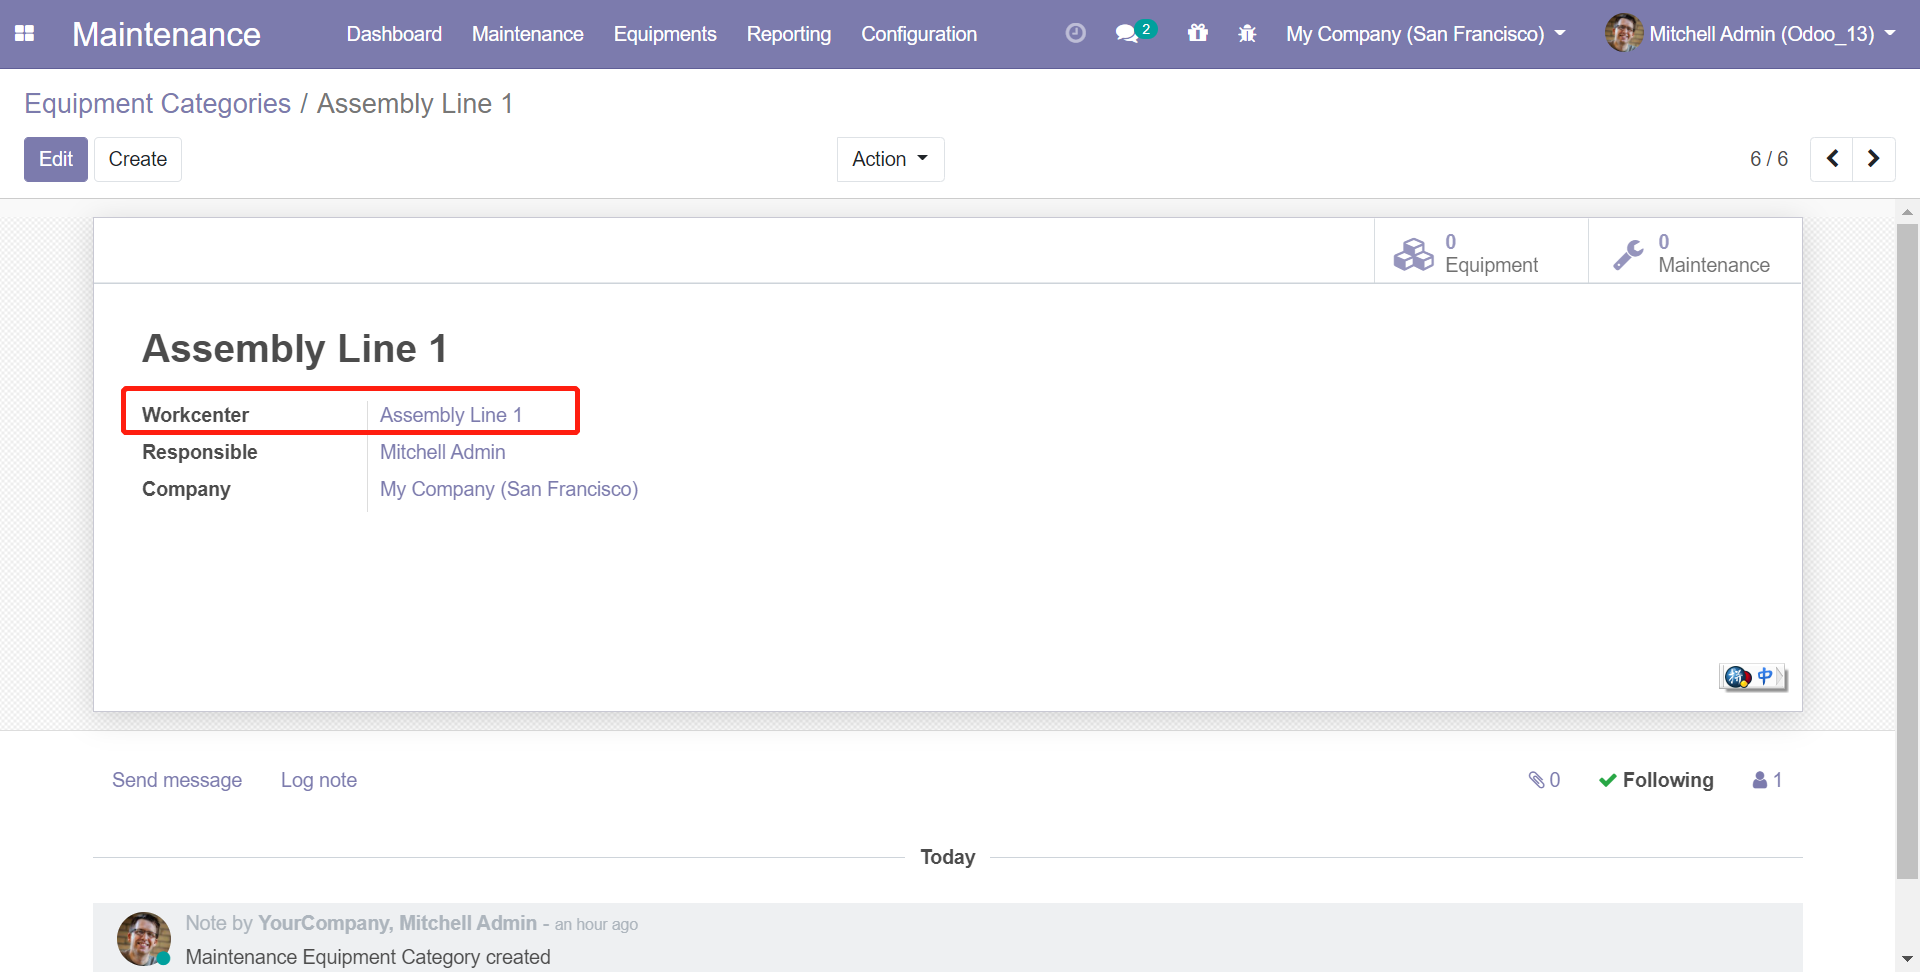 Maintenance Dashboard Maintenance Equipments Reporting Configuration 2 My Company (San Francisco) Mitchell Admin (Odoo_13)
Equipment Categories / Assembly Line 1
Edit Create Action 6 / 6
0
Equipment
0
Maintenance
Assembly Line 1
Workcenter Assembly Line 1
Responsible Mitchell Admin
Company My Company (San Francisco)
中
Send message Log note 0 Following 1
Today
Note by YourCompany, Mitchell Admin - an hour ago
Maintenance Equipment Category created